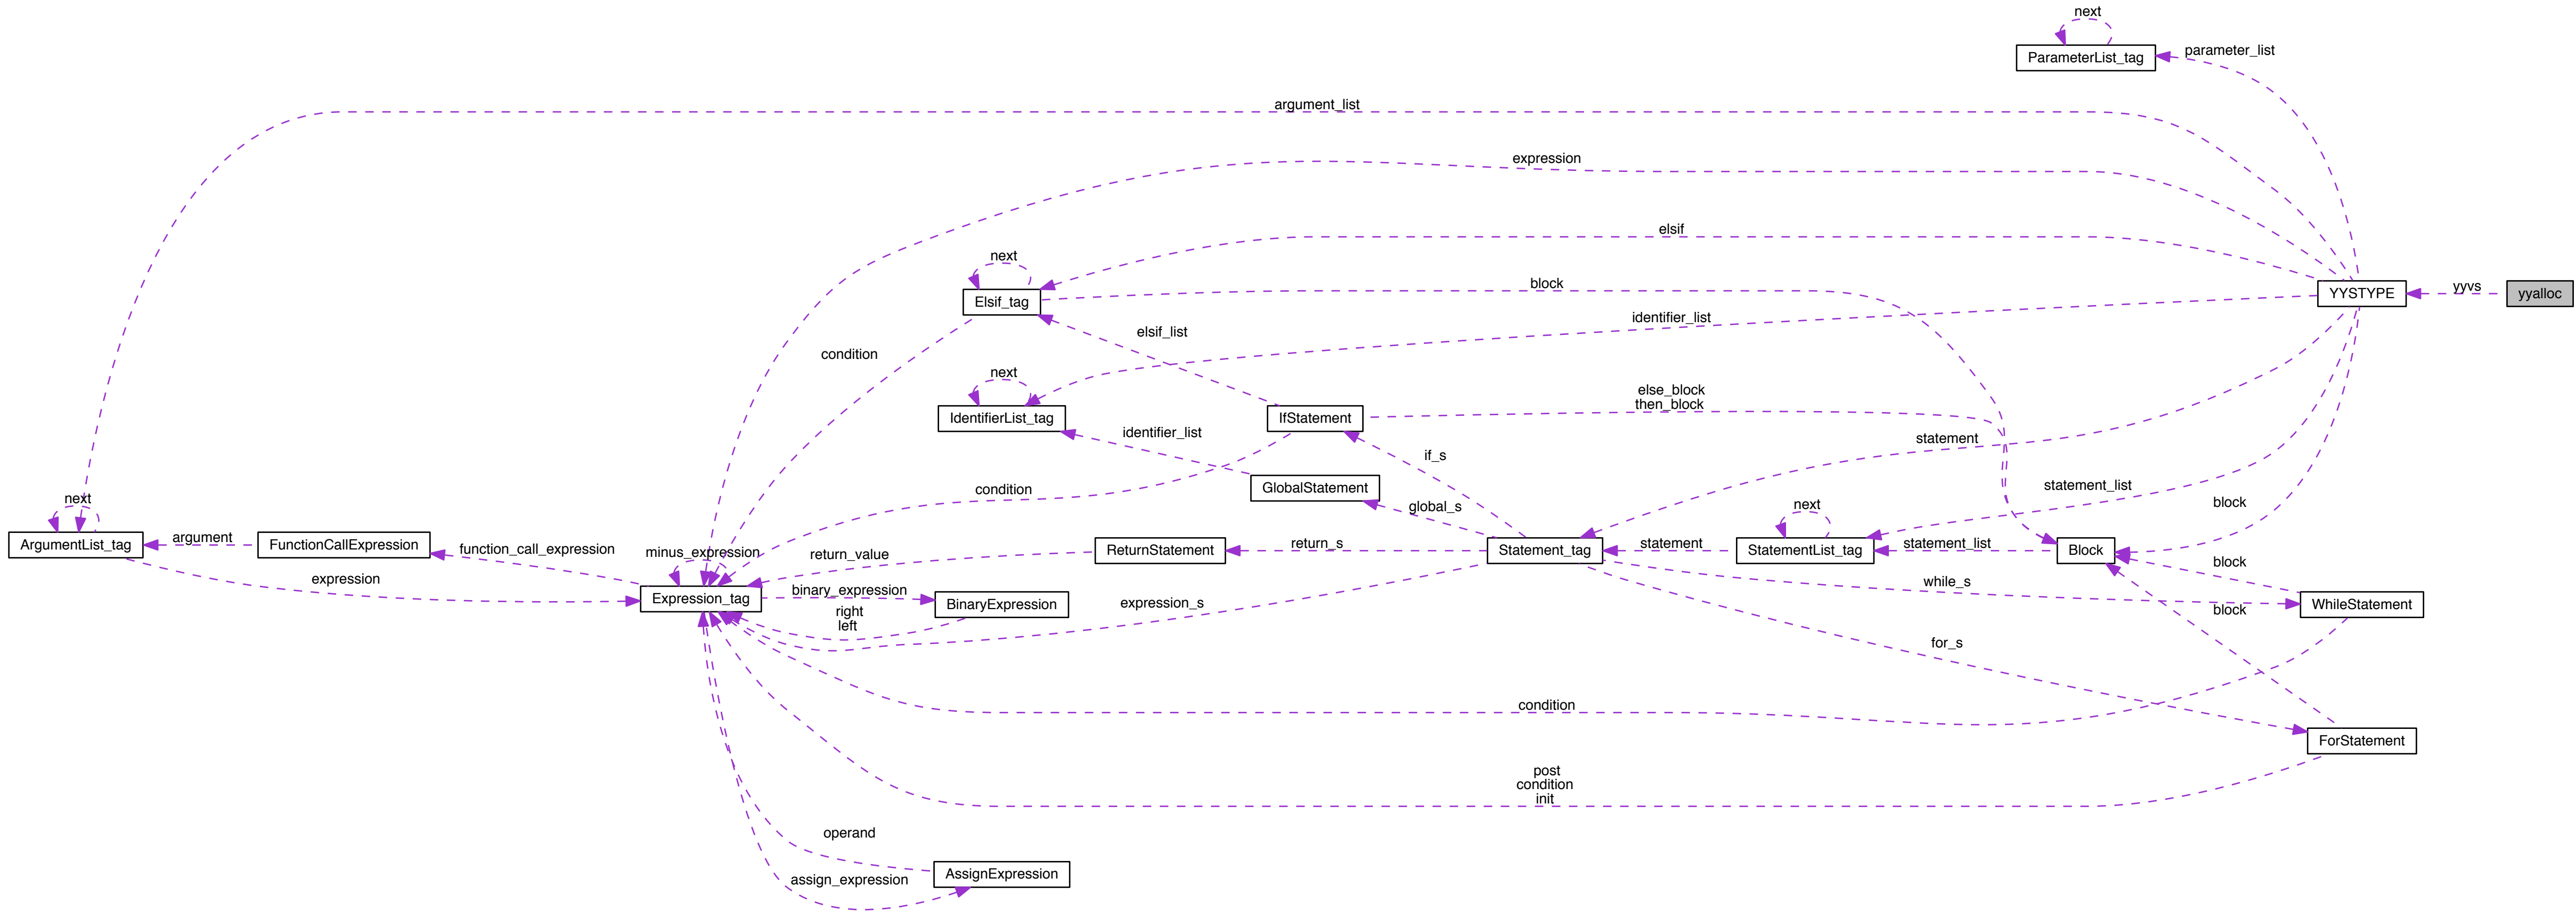 next
ParameterList_tag
parameter_list
argument_list
expression
elsif
next
Elsif_tag
block
YYSTYPE
yyvs
yyalloc
identifier_list
elsif_list
condition
next
IdentifierList_tag
IfStatement
else_block
then_block
identifier_list
statement
if_s
condition
GlobalStatement
statement_list
block
global_s
next
next
ArgumentList_tag
argument
FunctionCallExpression
function_call_expression
minus_expression
return_value
ReturnStatement
return_s
Statement_tag
statement
StatementList_tag
statement_list
Block
block
expression
Expression_tag
binary_expression
BinaryExpression
expression_s
while_s
WhileStatement
right
left
block
for_s
condition
ForStatement
post
condition
init
operand
AssignExpression
assign_expression